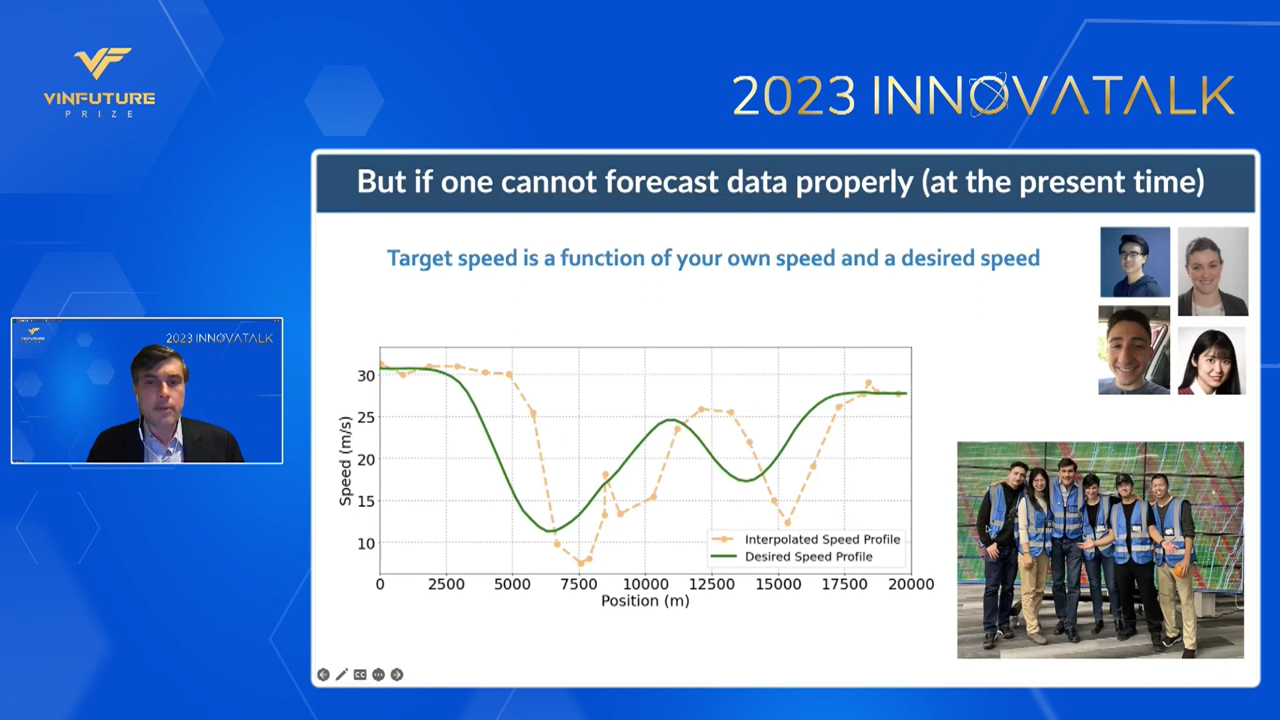 VINFUTURE
PRIZE
2023 INNOVATALK
But if one cannot forecast data properly (at the present time)
Target speed is a function of your own speed and a desired speed
2023 INNOVATALK
30
25
20
15
10
Speed (m/s)
Interpolated Speed Profile
Desired Speed Profile
0 2500 5000 7500 10000 12500 15000 17500 20000
Position (m)
CC